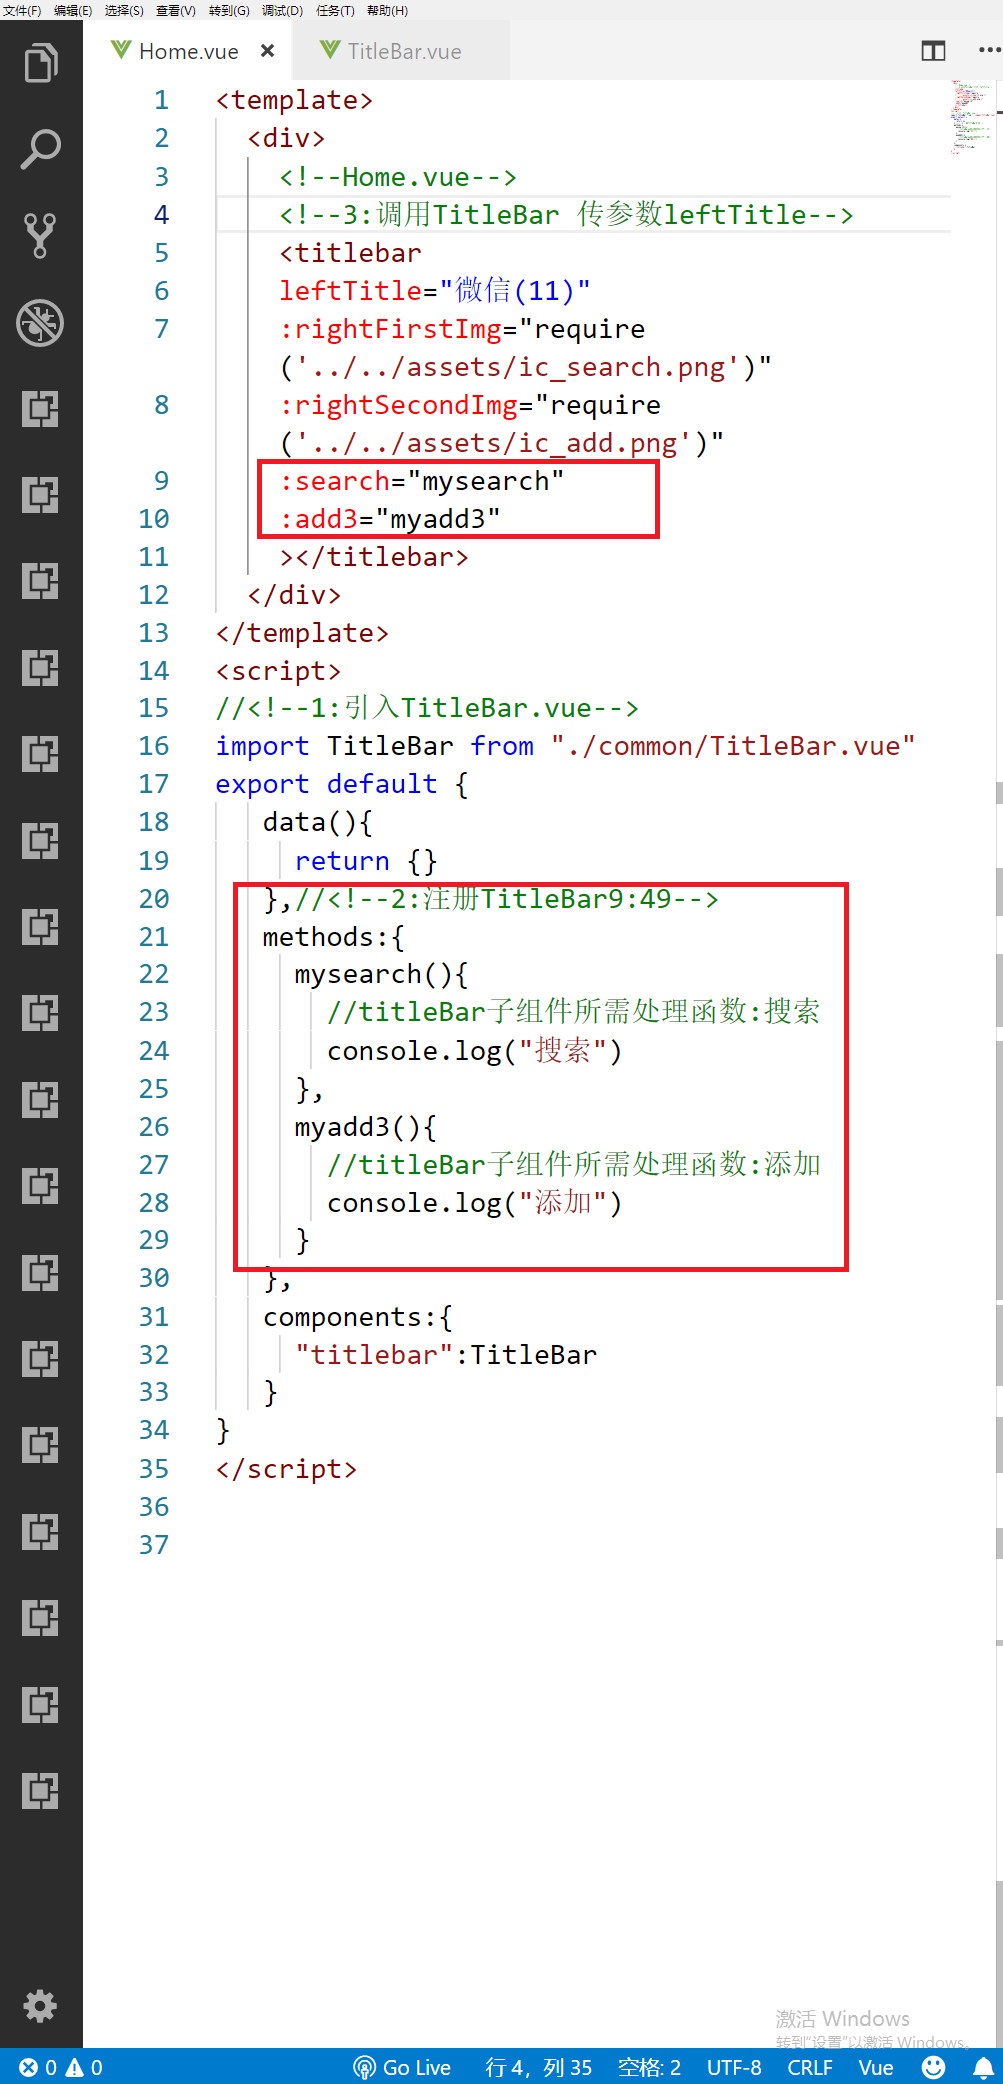 文件(F) 编辑(E) 选择(S) 查看(V) 转到(G) 调试(D) 任务(T) 帮助(H)
Home.vue × TitleBar.vue
1 <template>
2 <div>
3 <!--Home.vue-->
4 <!--3:调用TitleBar 传参数leftTitle-->
5 <titlebar
6 leftTitle="微信(11)"
7 :rightFirstImg="require
('../../assets/ic_search.png')"
8 :rightSecondImg="require
('../../assets/ic_add.png')"
9 :search="mysearch"
10 :add3="myadd3"
11 ></titlebar>
12 </div>
13 </template>
14 <script>
15 //<!--1:引入TitleBar.vue-->
16 import TitleBar from "./common/TitleBar.vue"
17 export default {
18 data(){
19 return {}
20 },//<!--2:注册TitleBar9:49-->
21 methods:{
22 mysearch(){
23 //titleBar子组件所需处理函数:搜索
24 console.log("搜索")
25 },
26 myadd3(){
27 //titleBar子组件所需处理函数:添加
28 console.log("添加")
29 }
30 },
31 components:{
32 "titlebar":TitleBar
33 }
34 }
35 </script>
36
37
激活 Windows
转到"设置"以激活 Windows。
0 0 Go Live 行 4，列 35 空格: 2 UTF-8 CRLF Vue